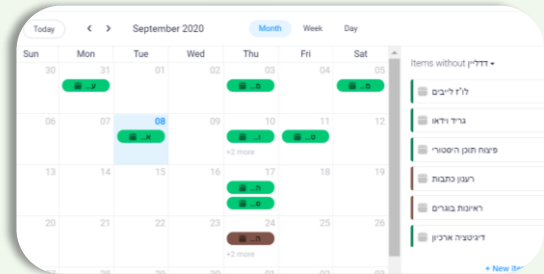 Today < > September 2020 Month Week Day
Sun Mon Tue Wed Thu Fri Sat
Items without דדליין
30 31 01 02 03 04 05
ע... פ... מ...
לו"ז לייבים
גריד וידאו
06 07 08 09 10 11 12
א... ו... ט...
+2 more
פיצוח תוכן היסטורי
13 14 15 16 17 18 19
רענון כתבות
ה...
ס...
ראיונות בוגרים
20 21 22 23 24 25 26
ה...
דיגיטציה ארכיון
+2 more
+ New